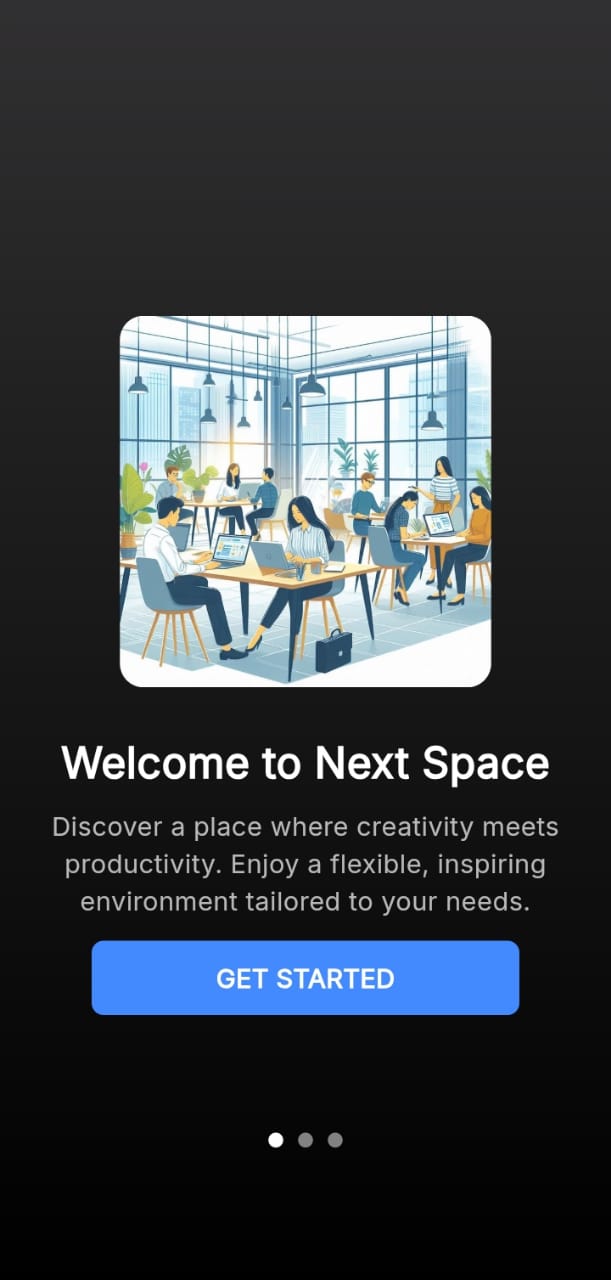 Welcome to Next Space
Discover a place where creativity meets
productivity. Enjoy a flexible, inspiring
environment tailored to your needs.
GET STARTED